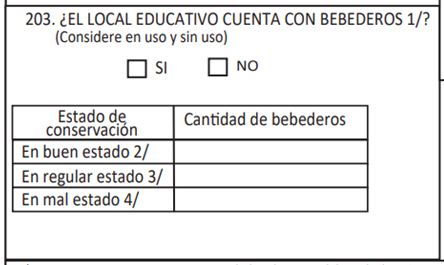 203. ¿EL LOCAL EDUCATIVO CUENTA CON BEBEDEROS 1/?
(Considere en uso y sin uso)
SI NO
Estado de conservación Cantidad de bebederos
En buen estado 2/
En regular estado 3/
En mal estado 4/